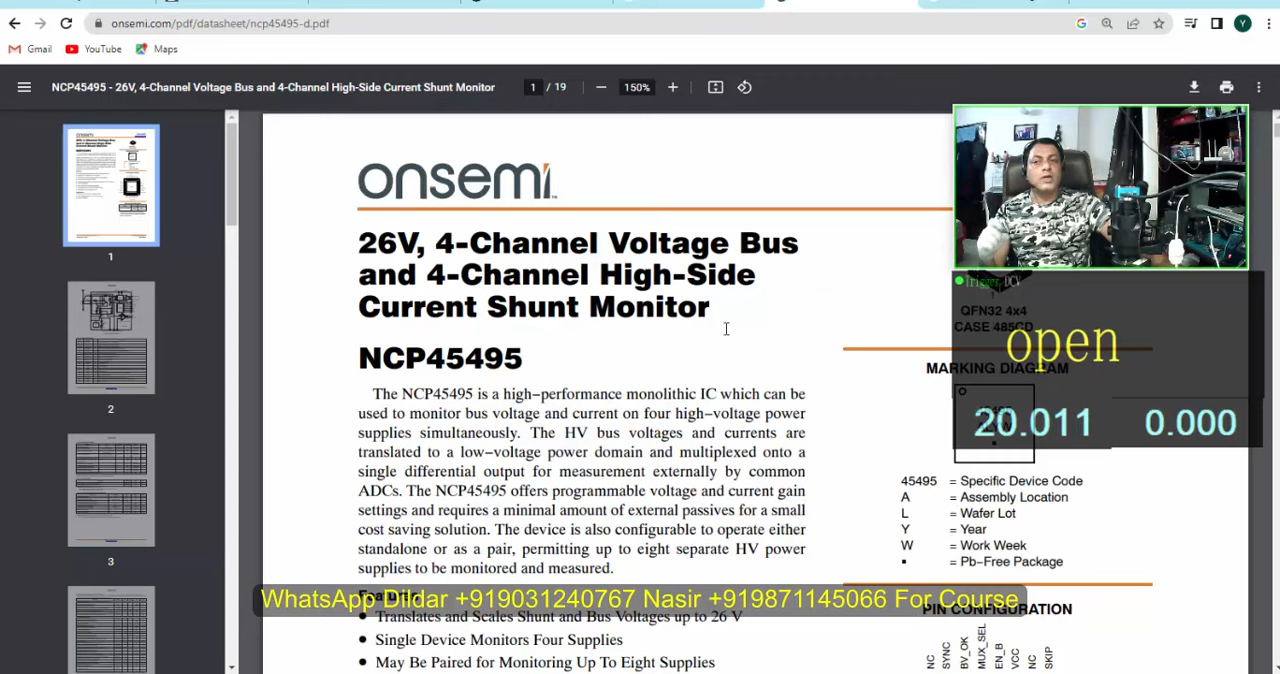 onsemi.com/pdf/datasheet/ncp45495-d.pdf
Y
Gmail
YouTube
Maps
NCP45495 - 26V, 4-Channel Voltage Bus and 4-Channel High-Side Current Shunt Monitor
1 / 19
150%
1
2
3
onsemi
26V, 4-Channel Voltage Bus
and 4-Channel High-Side
Current Shunt Monitor
NCP45495
The NCP45495 is a high−performance monolithic IC which can be
used to monitor bus voltage and current on four high−voltage power
supplies simultaneously. The HV bus voltages and currents are
translated to a low−voltage power domain and multiplexed onto a
single differential output for measurement externally by common
ADCs. The NCP45495 offers programmable voltage and current gain
settings and requires a minimal amount of external passives for a small
cost saving solution. The device is also configurable to operate either
standalone or as a pair, permitting up to eight separate HV power
supplies to be monitored and measured.
Features
• Translates and Scales Shunt and Bus Voltages up to 26 V
• Single Device Monitors Four Supplies
• May Be Paired for Monitoring Up To Eight Supplies
Trigger DCV
1
QFN32 4x4
CASE 485CD
open
MARKING DIAGRAM
20.011
0.000
45495 = Specific Device Code
A = Assembly Location
L = Wafer Lot
Y = Year
W = Work Week
▪ = Pb-Free Package
WhatsApp Dildar +919031240767 Nasir +919871145066 For Course
PIN CONFIGURATION
NC
SYNC
BV_OK
MUX_SEL
EN_B
VCC
NC
SKIP